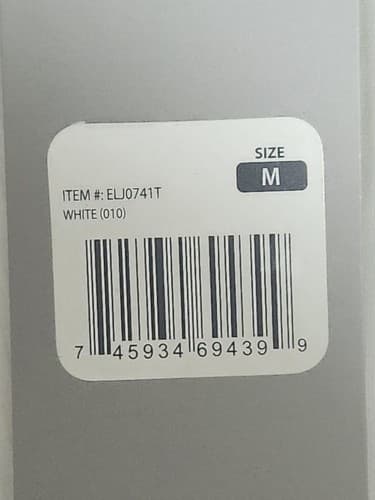 SIZE
M
ITEM #: ELJ0741T
WHITE (010)
7 45934 69439 9